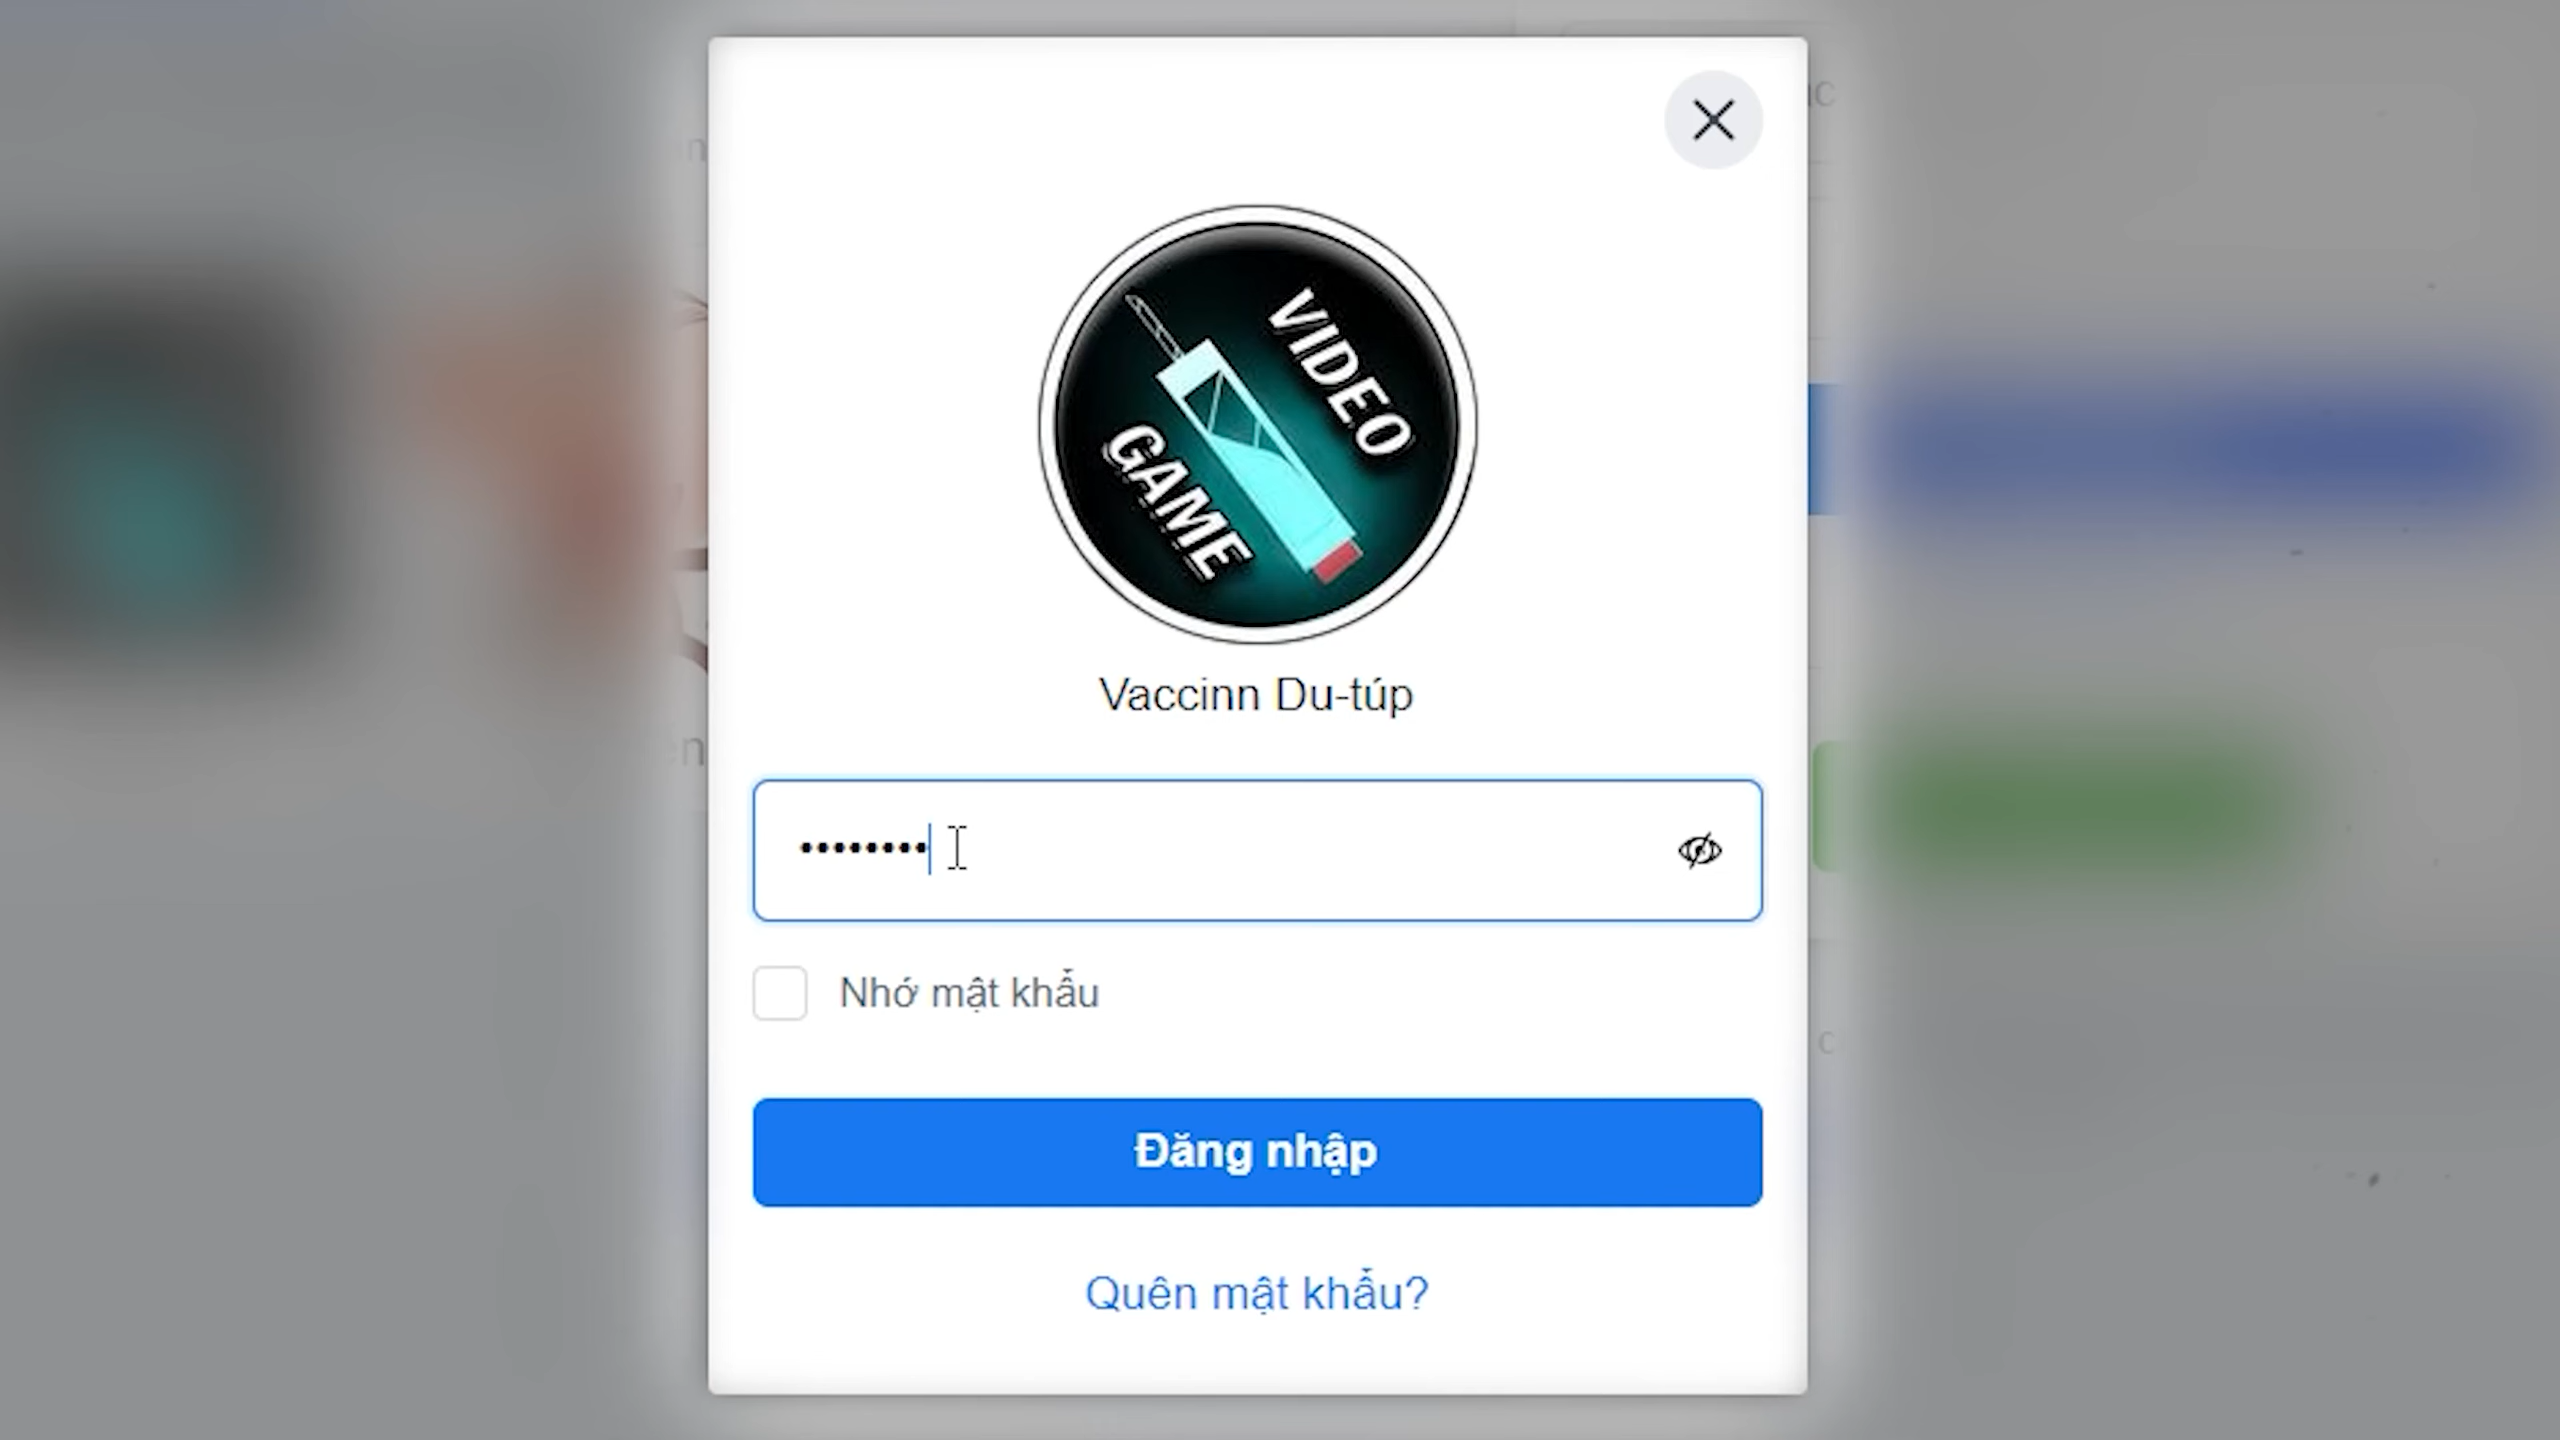 VIDEO
GAME
Vaccinn Du-túp
Nhớ mật khẩu
Đăng nhập
Quên mật khẩu?